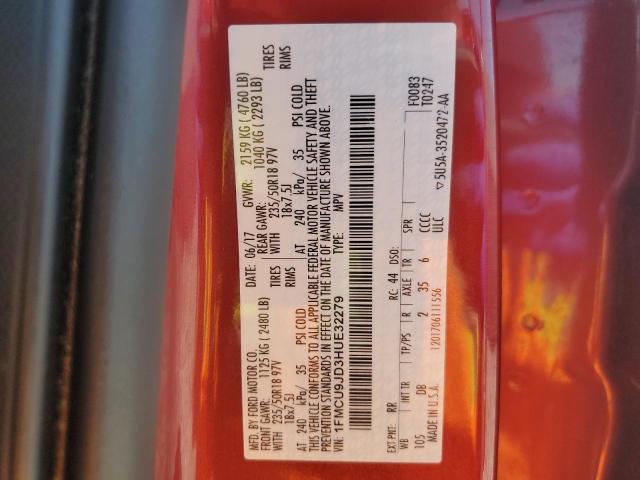 MFD. BY FORD MOTOR CO.
DATE: 06/17 GVWR: 2159 KG ( 4760 LB)
FRONT GAWR: REAR GAWR: 1040 KG ( 2293 LB)
1125 KG ( 2480 LB) WITH TIRES
235/50R18 97V TIRES 235/50R18 97V RIMS
18x7.5J RIMS 18x7.5J
AT 240 kPa/ 35 PSI COLD AT 240 kPa/ 35 PSI COLD
THIS VEHICLE CONFORMS TO ALL APPLICABLE FEDERAL MOTOR VEHICLE SAFETY AND THEFT
PREVENTION STANDARDS IN EFFECT ON THE DATE OF MANUFACTURE SHOWN ABOVE.
VIN: 1FMCU9JD3HUE32279 TYPE: MPV
EXT PNT: RR RC: 44 DSO: F0083
WB INT TR TP/PS R AXLE TR SPR T0247
105 DB 2 35 6 CCCC
MADE IN U.S.A. 1201706111556 ULC ▽5U5A-3520472-AA